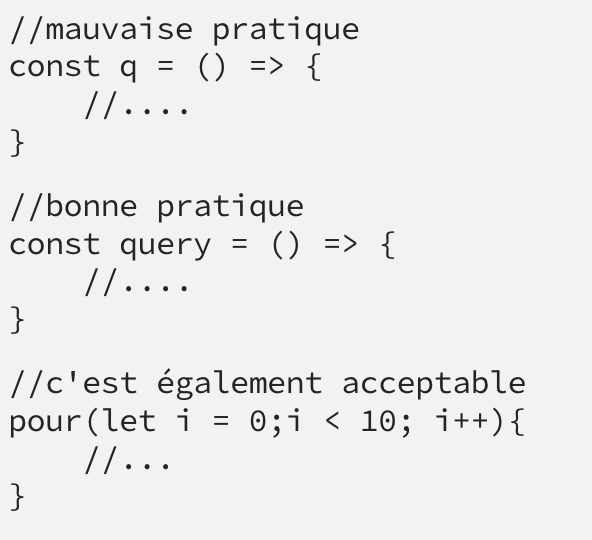 //mauvaise pratique
const q = () => {
    //....
}
//bonne pratique
const query = () => {
    //....
}
//c'est également acceptable
pour(let i = 0;i < 10; i++){
    //...
}